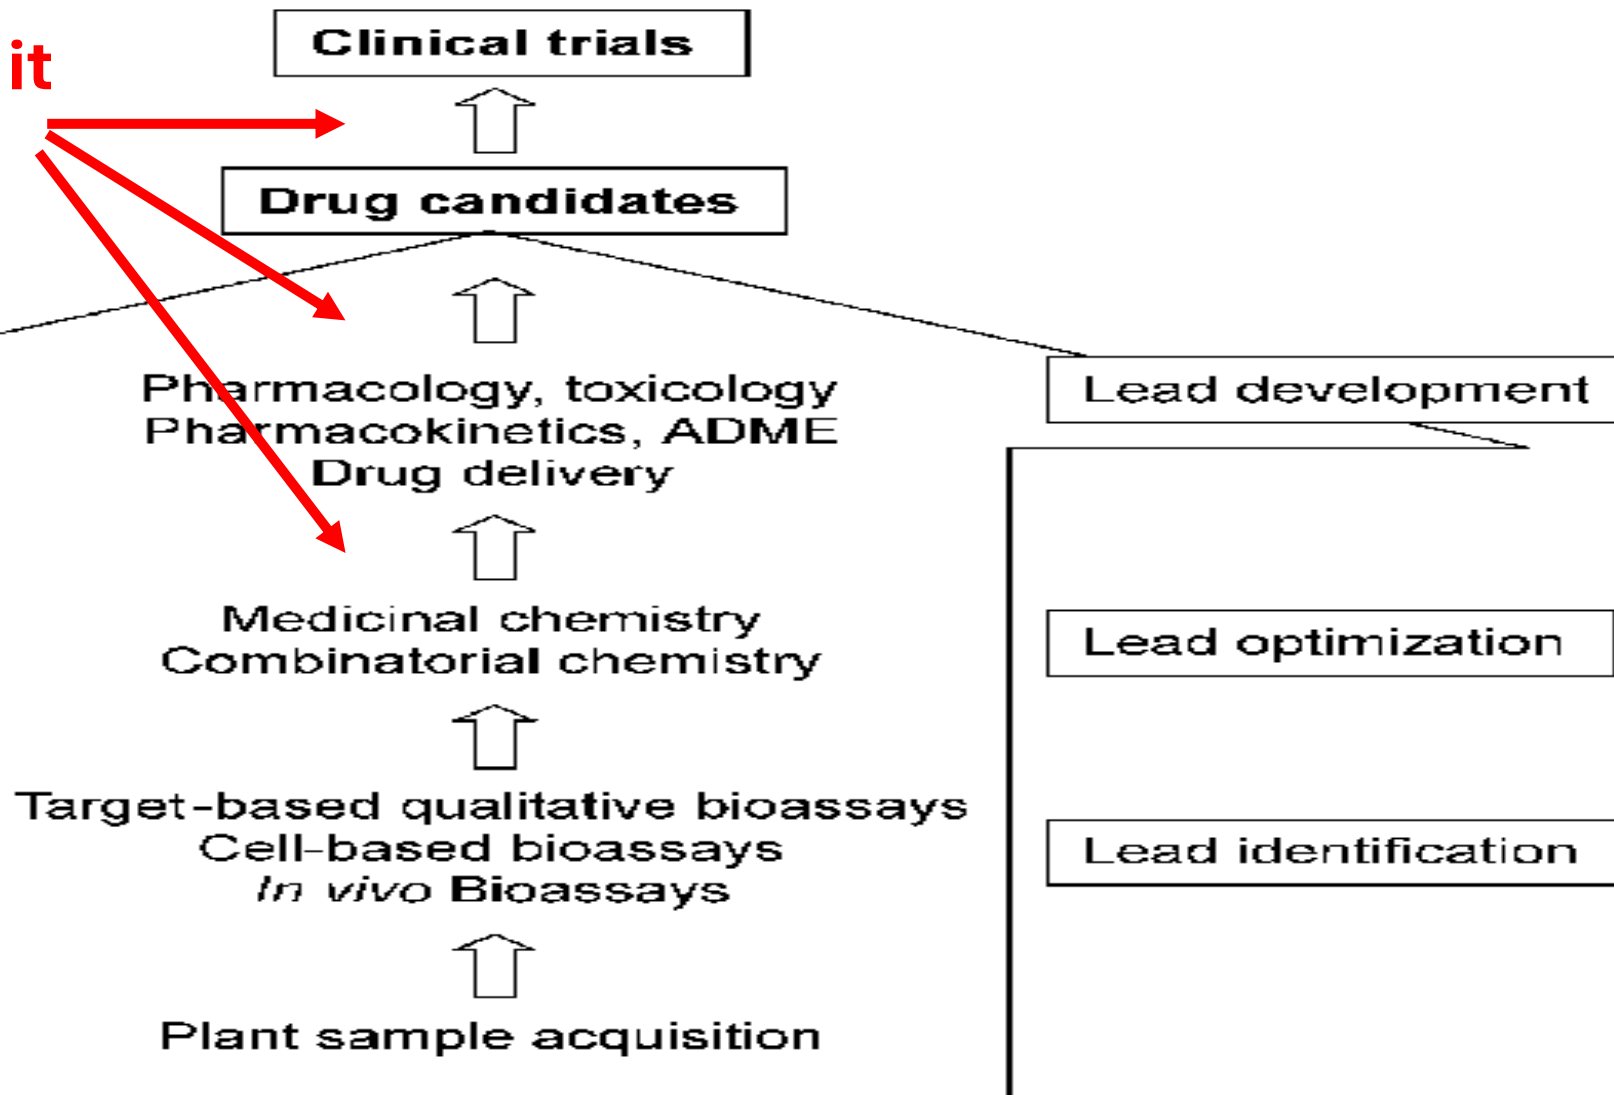 it
Clinical trials
Drug candidates
Pharmacology, toxicology
Pharmacokinetics, ADME
Drug delivery
Lead development
Medicinal chemistry
Combinatorial chemistry
Lead optimization
Target-based qualitative bioassays
Cell-based bioassays
In vivo Bioassays
Lead identification
Plant sample acquisition